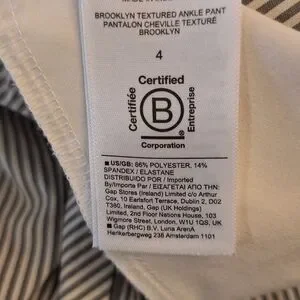 MADE IN
BROOKLYN TEXTURED ANKLE PANT
PANTALON CHEVILLE TEXTURÉ
BROOKLYN
4
Certified
Certifiée
B
Entreprise
Corporation
■ US/GB: 86% POLYESTER, 14%
SPANDEX / ELASTANE
DISTRIBUIDO POR / Imported
By/Importe Par / ΕΙΣΑΓΕΤΑΙ ΑΠΟ ΤΗΝ:
Gap Stores (Ireland) Limited c/o Arthur
Cox, 10 Earlsfort Terrace, Dublin 2, D02
T380, Ireland, Gap (UK Holdings)
Limited, 2nd Floor Nations House, 103
Wigmore Street, London, W1U 1QS, UK
■ Gap (RHC) B.V. Luna ArenA
Herikerbergweg 238 Amsterdam 1101